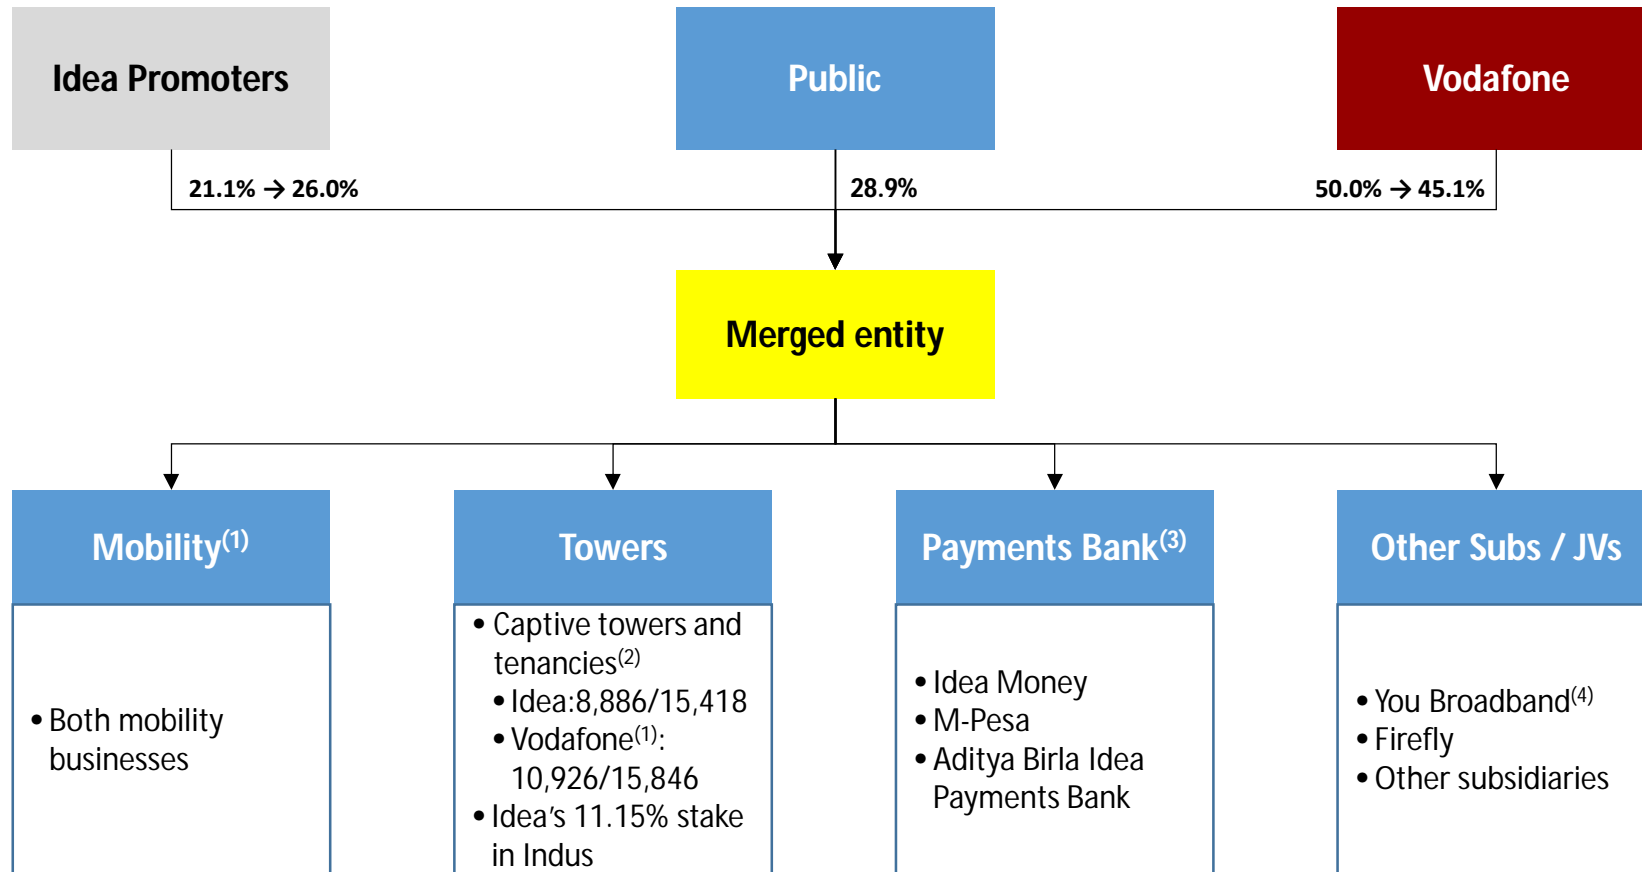 Idea Promoters
Public
Vodafone
21.1% → 26.0%
28.9%
50.0% → 45.1%
Merged entity
Mobility(1)
Towers
Payments Bank(3)
Other Subs / JVs
• Both mobility
businesses
• Captive towers and
tenancies(2)
• Idea:8,886/15,418
• Vodafone(1):
10,926/15,846
• Idea’s 11.15% stake
in Indus
• Idea Money
• M-Pesa
• Aditya Birla Idea
Payments Bank
• You Broadband(4)
• Firefly
• Other subsidiaries